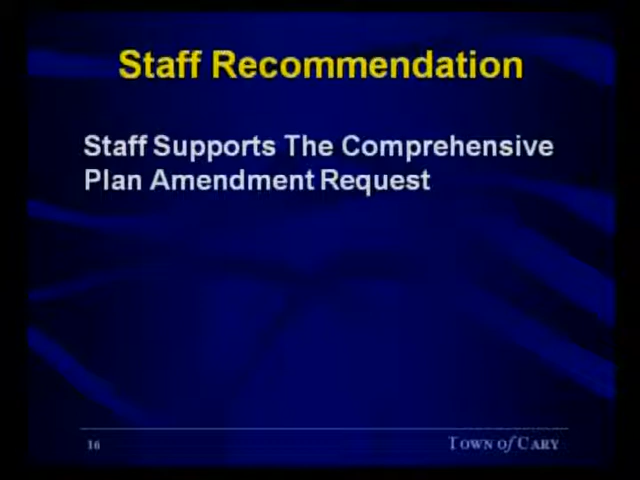 Staff Recommendation
Staff Supports The Comprehensive
Plan Amendment Request
16
TOWN of CARY